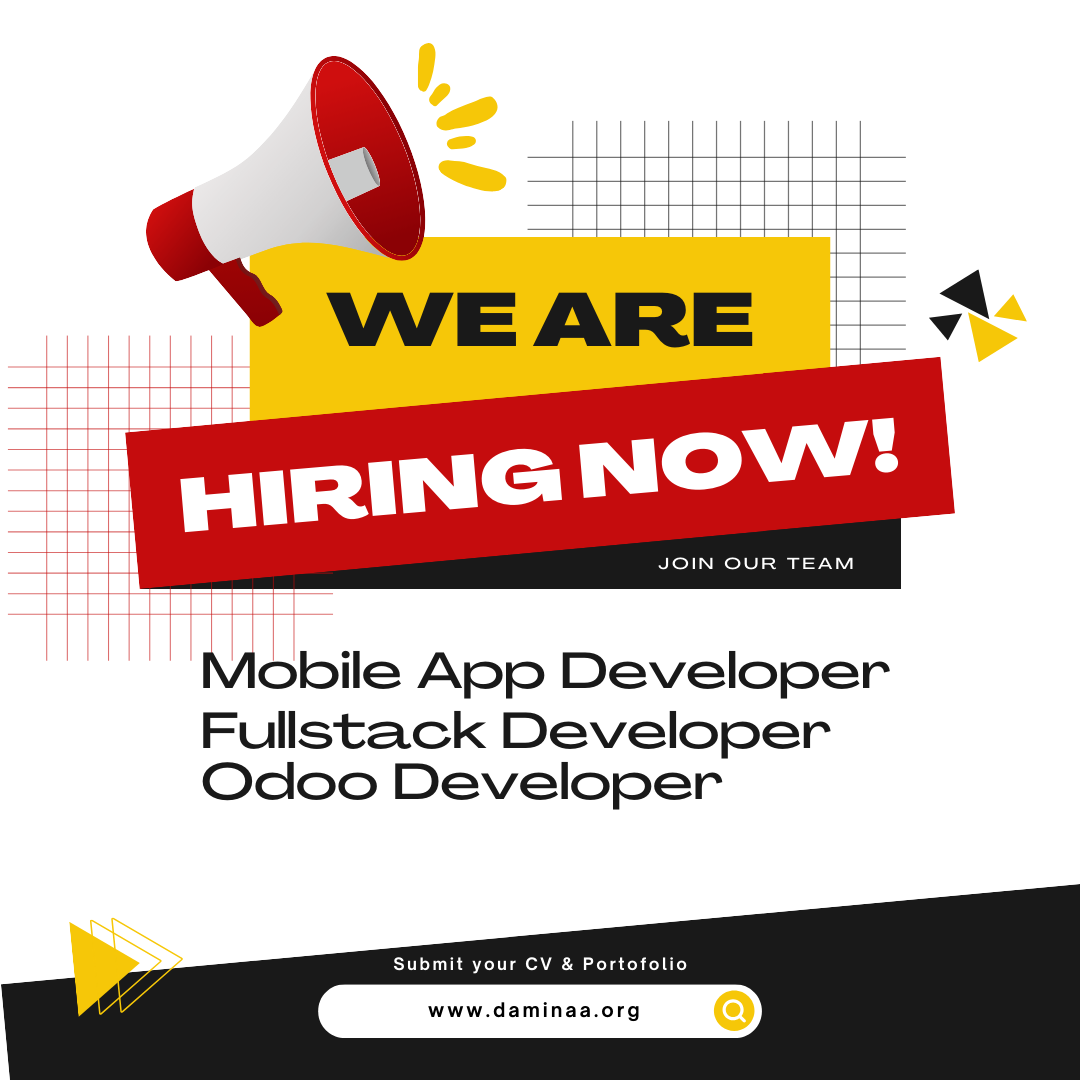 WE ARE
HIRING NOW!
JOIN OUR TEAM
Mobile App Developer
Fullstack Developer
Odoo Developer
Submit your CV & Portofolio
www.daminaa.org